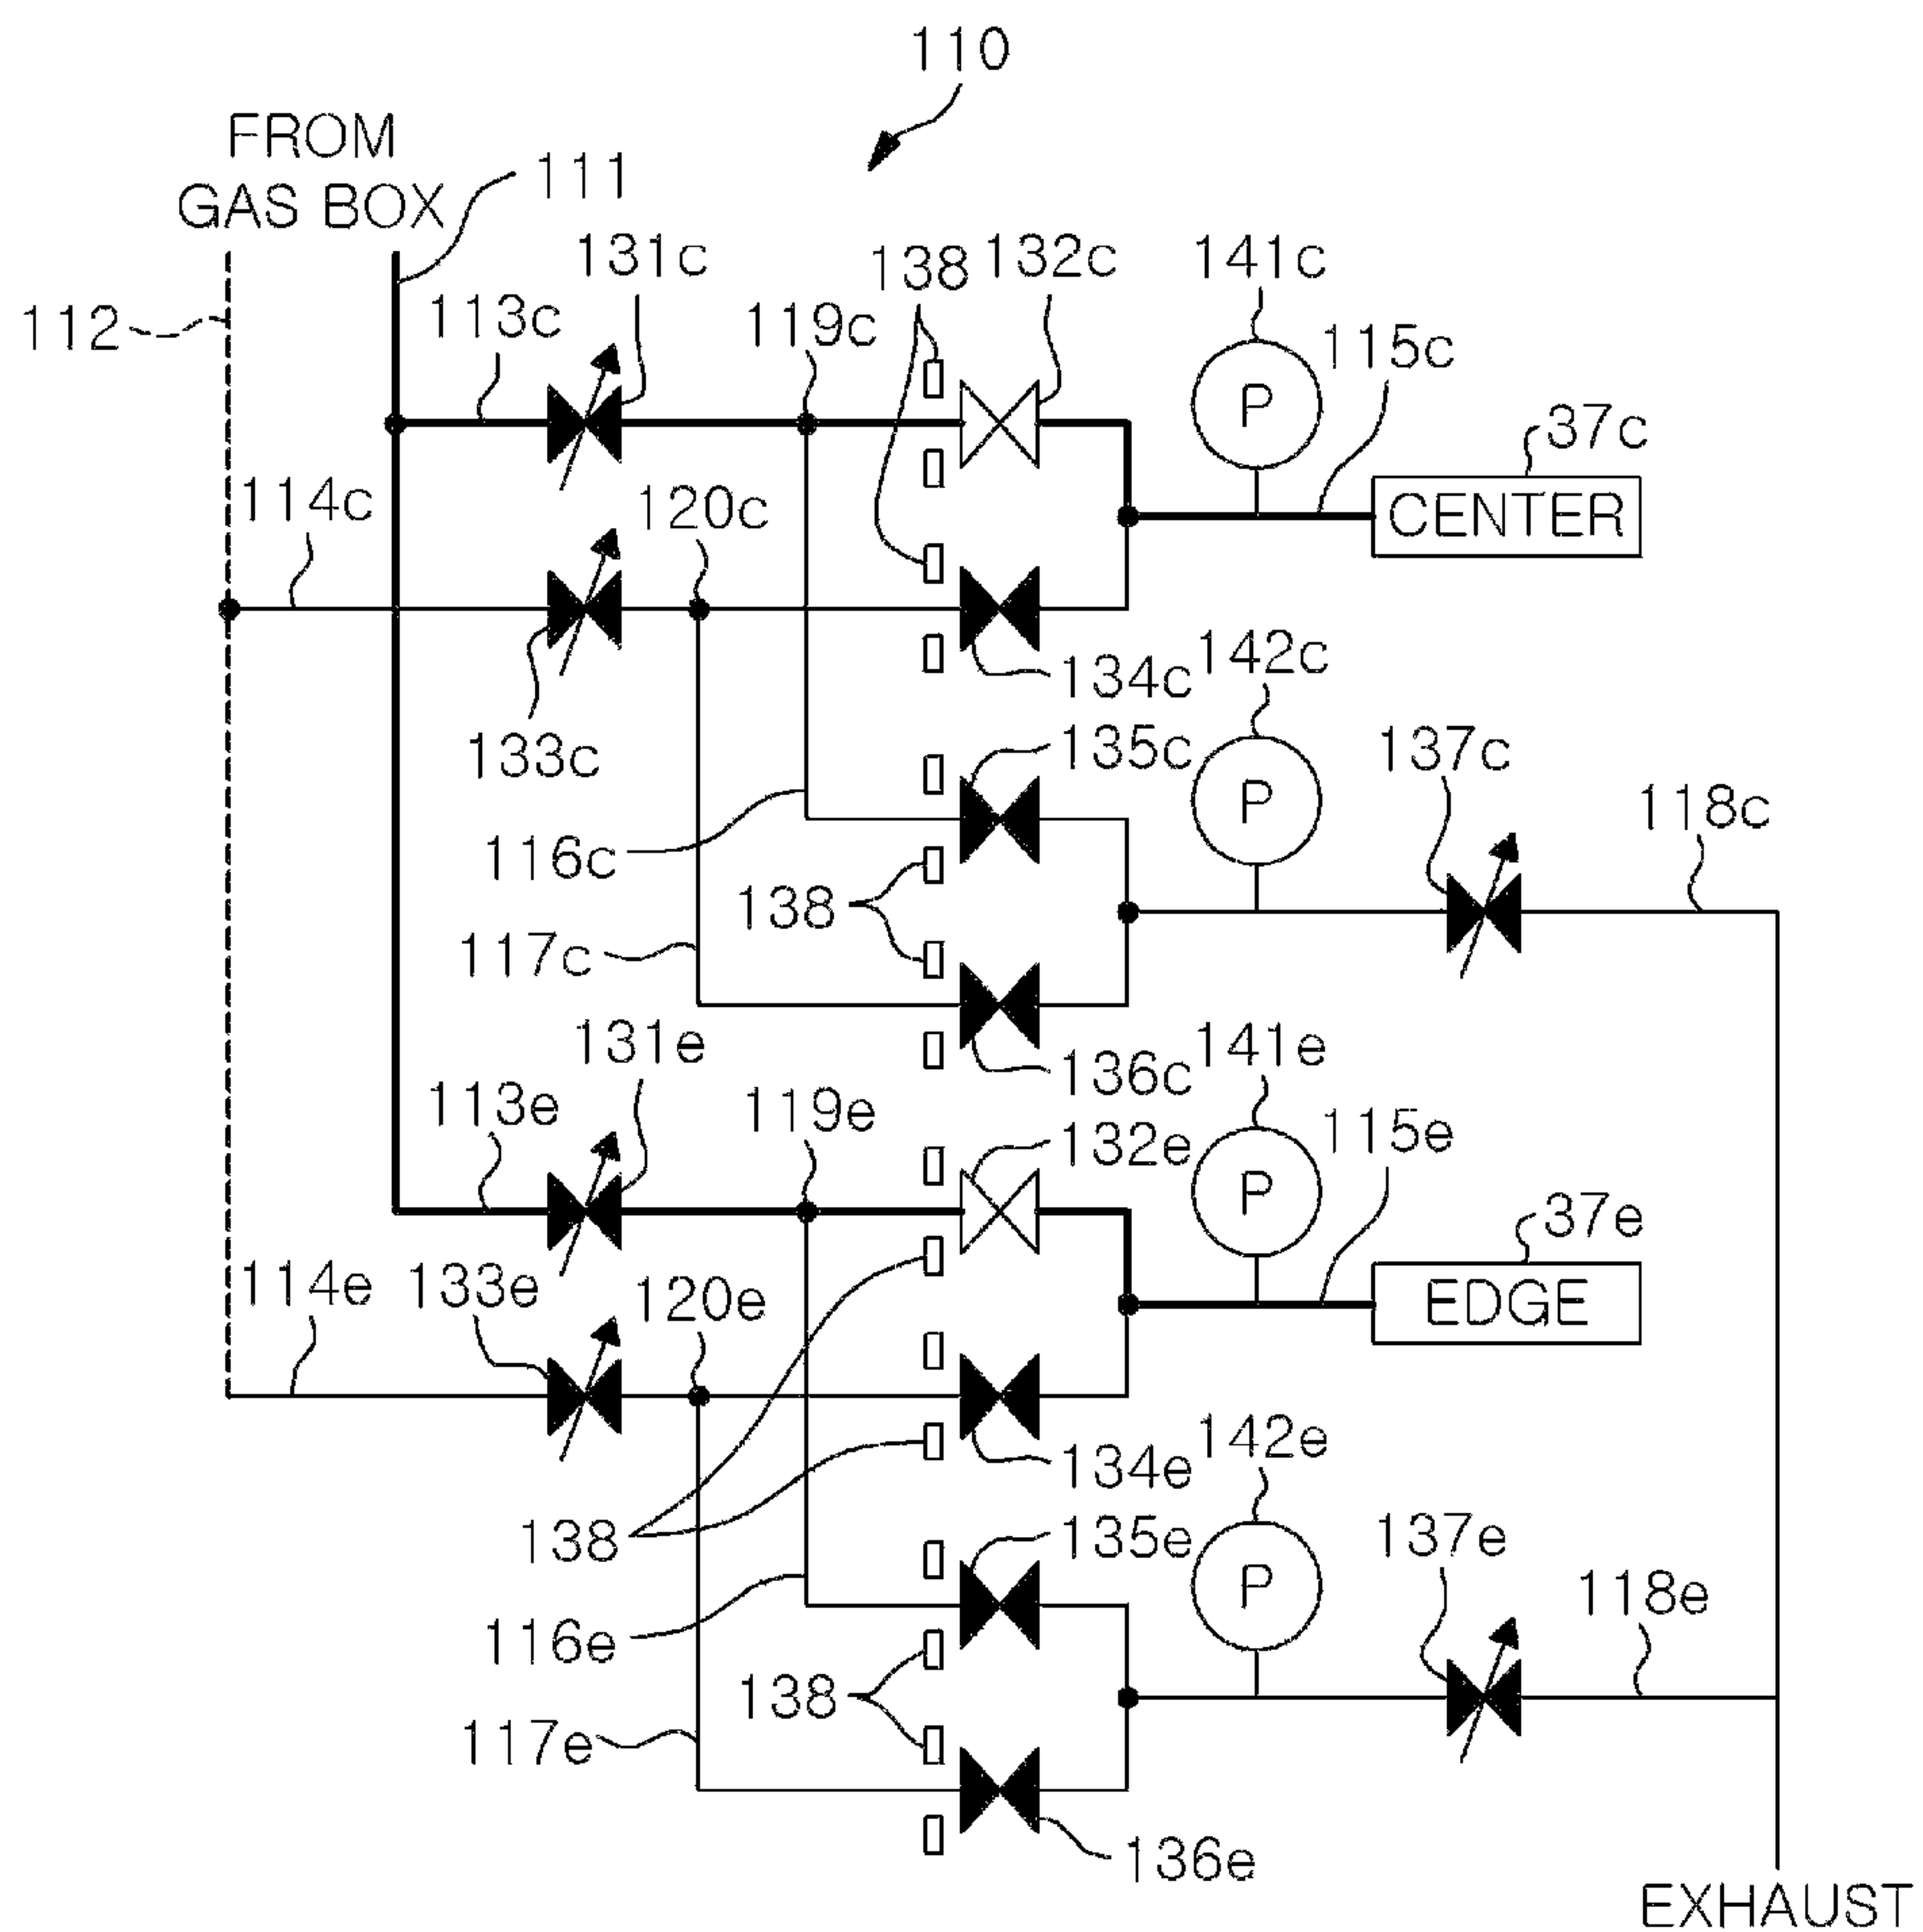 110
FROM
GAS BOX
111
131c
138
132c
141c
112
113c
119c
115c
P
37c
CENTER
114c
120c
134c
142c
133c
135c
137c
P
118c
116c
138
117c
131e
136c
141e
113e
119e
132e
115e
P
37e
EDGE
114e
133e
120e
134e
142e
138
135e
137e
P
118e
116e
138
117e
136e
EXHAUST